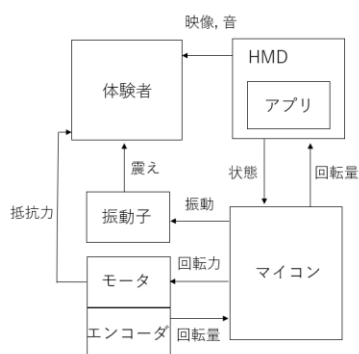 映像, 音
HMD
体験者
アプリ
震え
状態
回転量
抵抗力
振動子
振動
マイコン
モータ
回転力
エンコーダ
回転量